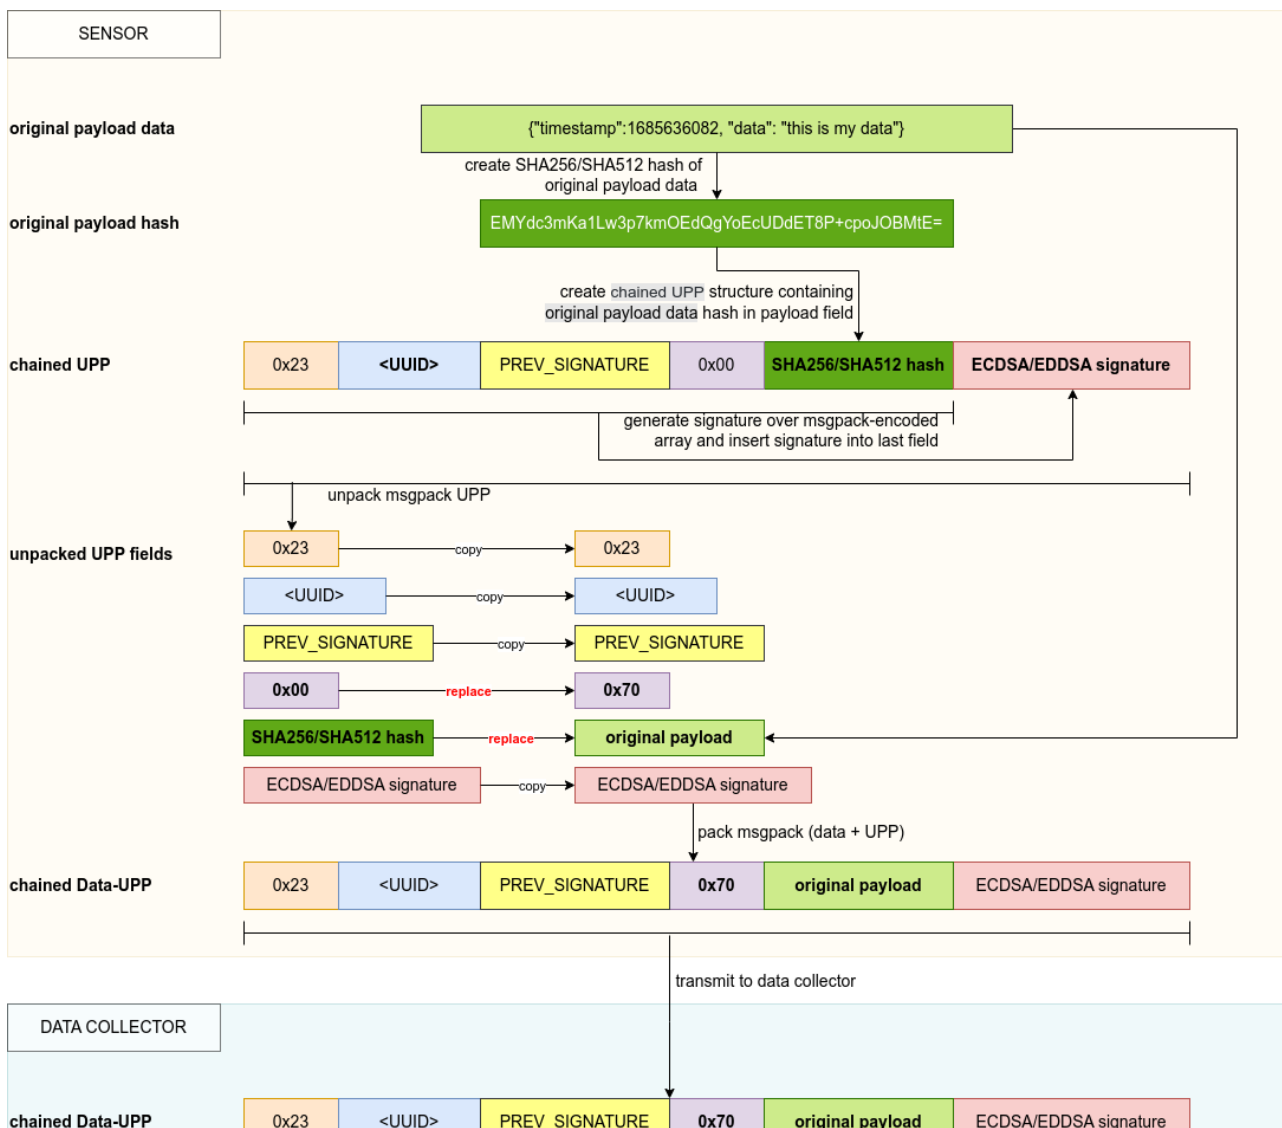 SENSOR
original payload data
{"timestamp":1685636082, "data": "this is my data"}
create SHA256/SHA512 hash of
original payload data
original payload hash
EMYdc3mKa1Lw3p7kmOEdQgYoEcUDdET8P+cpoJOBMtE=
create chained UPP structure containing
original payload data hash in payload field
chained UPP
0x23 <UUID> PREV_SIGNATURE 0x00 SHA256/SHA512 hash ECDSA/EDDSA signature
generate signature over msgpack-encoded
array and insert signature into last field
unpack msgpack UPP
unpacked UPP fields
0x23 copy 0x23
<UUID> copy <UUID>
PREV_SIGNATURE copy PREV_SIGNATURE
0x00 replace 0x70
SHA256/SHA512 hash replace original payload
ECDSA/EDDSA signature copy ECDSA/EDDSA signature
pack msgpack (data + UPP)
chained Data-UPP
0x23 <UUID> PREV_SIGNATURE 0x70 original payload ECDSA/EDDSA signature
transmit to data collector
DATA COLLECTOR
chained Data-UPP
0x23 <UUID> PREV_SIGNATURE 0x70 original payload ECDSA/EDDSA signature